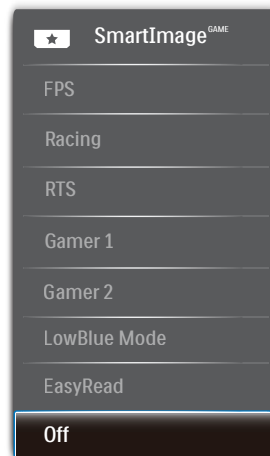 SmartImage GAME
FPS
Racing
RTS
Gamer 1
Gamer 2
LowBlue Mode
EasyRead
Off